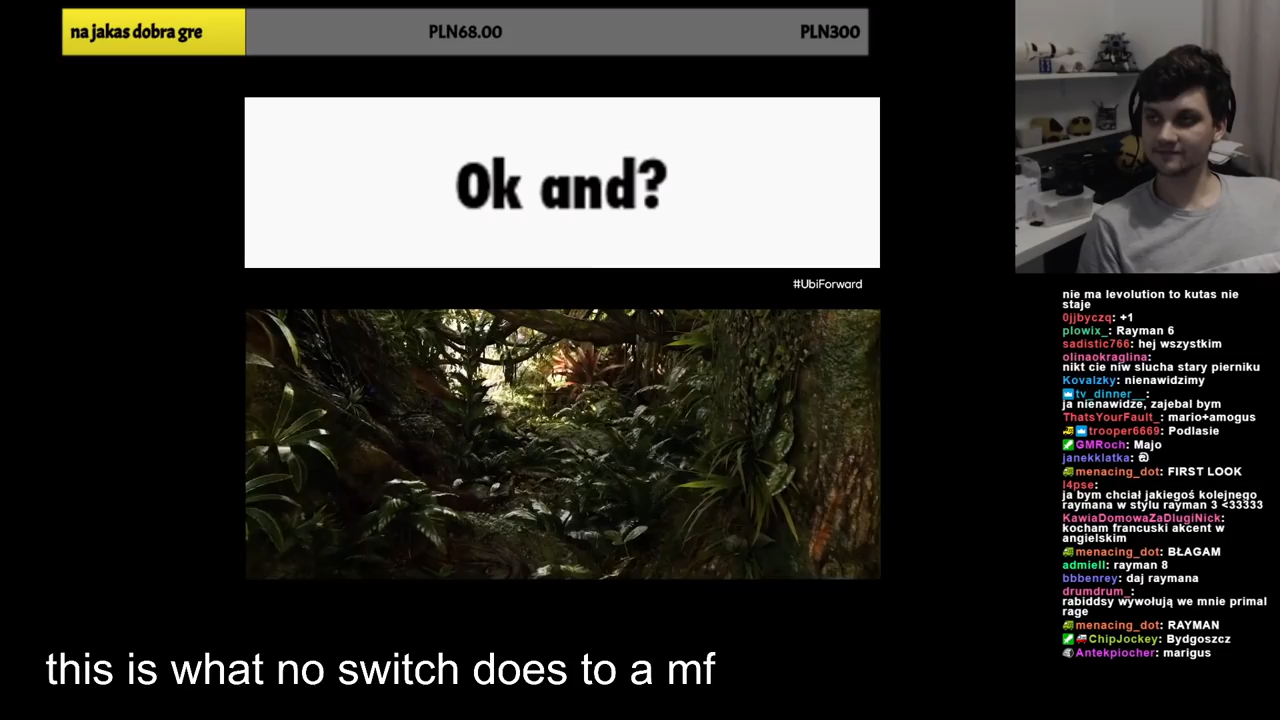 na jakas dobra gre
PLN68.00
PLN300
Ok and?
#UbiForward
nie ma levolution to kutas nie
staje
0jjbyczq: +1
plowix_: Rayman 6
sadistic766: hej wszystkim
olinaokraglina:
nikt cie niw slucha stary pierniku
Kovalzky: nienawidzimy
tv_dinner__:
ja nienawidze, zajebal bym
ThatsYourFault_: mario+amogus
trooper6669: Podlasie
GMRoch: Majo
janekklatka: ඞ
menacing_dot: FIRST LOOK
l4pse:
ja bym chciał jakiegoś kolejnego
raymana w stylu rayman 3 <33333
KawiaDomowaZaDlugiNick:
kocham francuski akcent w
angielskim
menacing_dot: BŁAGAM
admiell: rayman 8
bbbenrey: daj raymana
drumdrum_:
rabiddsy wywołują we mnie primal
rage
menacing_dot: RAYMAN
ChipJockey: Bydgoszcz
Antekpiocher: marigus
this is what no switch does to a mf